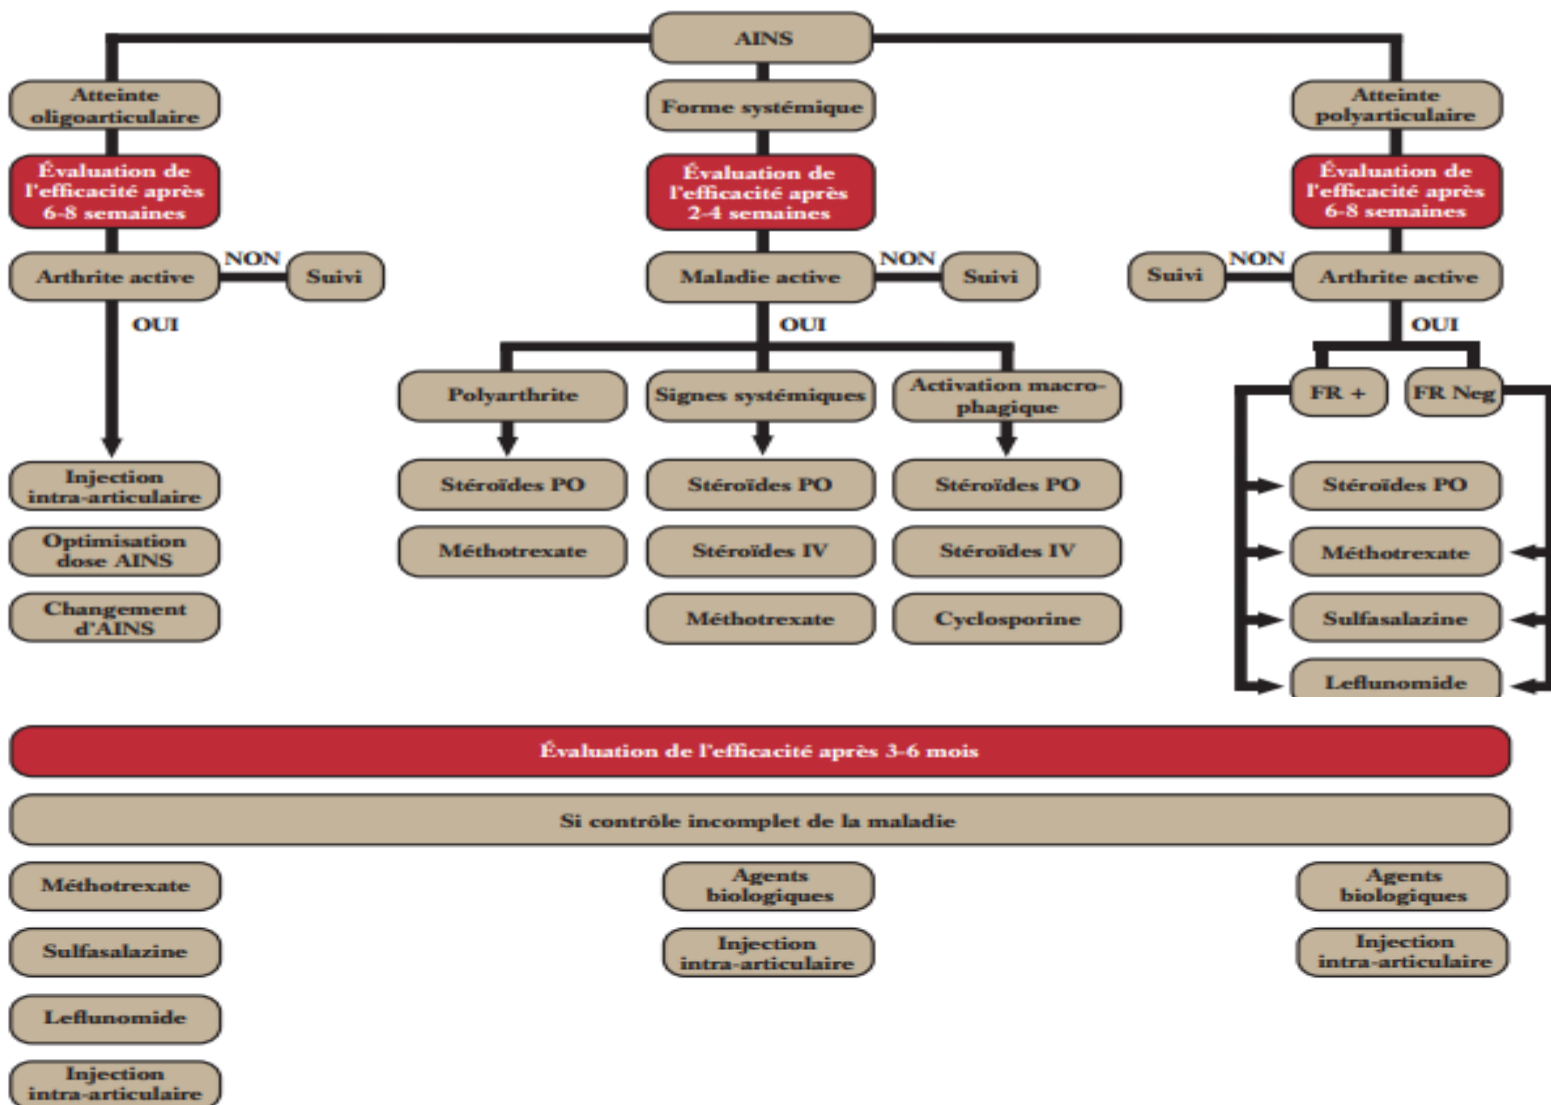 AINS
Atteinte
oligoarticulaire
Forme systémique
Atteinte
polyarticulaire
Évaluation de
l'efficacité après
6-8 semaines
Évaluation de
l'efficacité après
2-4 semaines
Évaluation de
l'efficacité après
6-8 semaines
Arthrite active
NON
Suivi
Maladie active
NON
Suivi
Suivi
NON
Arthrite active
OUI
OUI
OUI
Polyarthrite
Signes systémiques
Activation macro-
phagique
FR +
FR Neg
Injection
intra-articulaire
Stéroïdes PO
Stéroïdes PO
Stéroïdes PO
Stéroïdes PO
Optimisation
dose AINS
Méthotrexate
Stéroïdes IV
Stéroïdes IV
Méthotrexate
Changement
d'AINS
Méthotrexate
Cyclosporine
Sulfasalazine
Leflunomide
Évaluation de l'efficacité après 3-6 mois
Si contrôle incomplet de la maladie
Méthotrexate
Agents
biologiques
Agents
biologiques
Sulfasalazine
Injection
intra-articulaire
Injection
intra-articulaire
Leflunomide
Injection
intra-articulaire